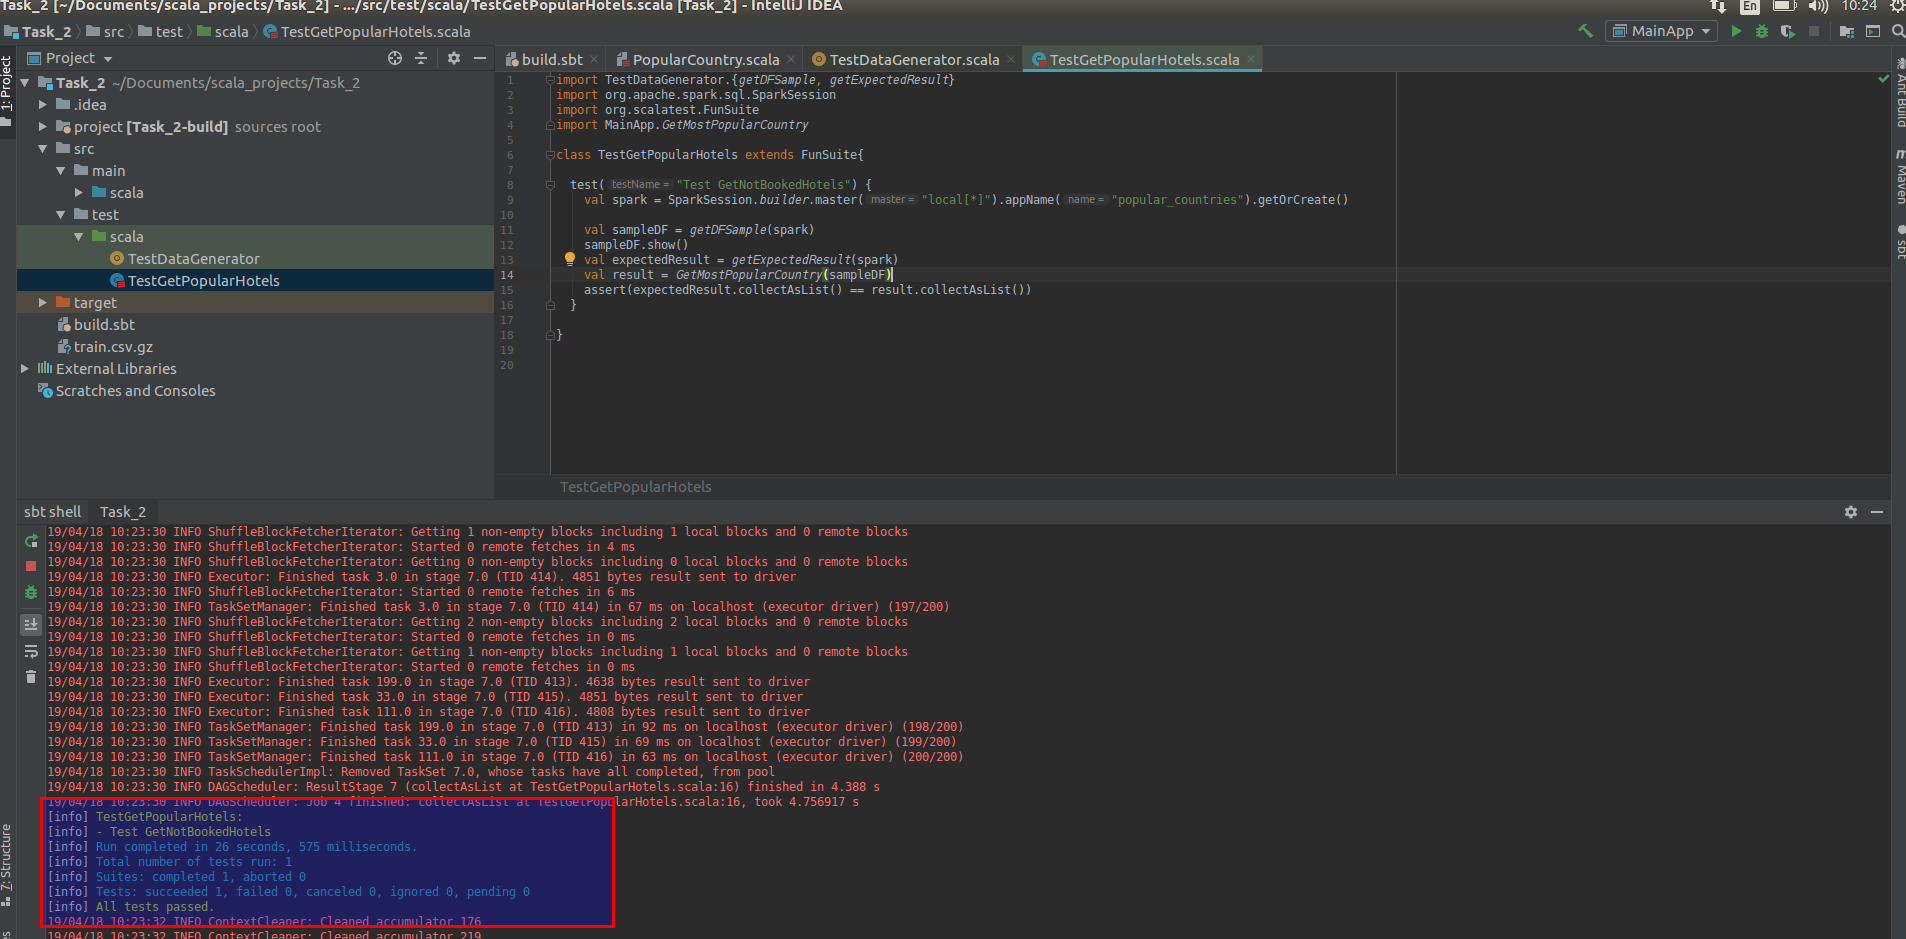 Task_2 [~/Documents/scala_projects/Task_2] - .../src/test/scala/TestGetPopularHotels.scala [Task_2] - IntelliJ IDEA
En
10:24
Task_2 src test scala TestGetPopularHotels.scala
MainApp
1: Project
Project
build.sbt PopularCountry.scala TestDataGenerator.scala TestGetPopularHotels.scala
Task_2 ~/Documents/scala_projects/Task_2
.idea
project [Task_2-build] sources root
src
main
scala
test
scala
TestDataGenerator
TestGetPopularHotels
target
build.sbt
train.csv.gz
External Libraries
Scratches and Consoles
1 import TestDataGenerator.{getDFSample, getExpectedResult}
2 import org.apache.spark.sql.SparkSession
3 import org.scalatest.FunSuite
4 import MainApp.GetMostPopularCountry
5
6 class TestGetPopularHotels extends FunSuite{
7
8 test( testName = "Test GetNotBookedHotels") {
9 val spark = SparkSession.builder.master( master = "local[*]").appName( name = "popular_countries").getOrCreate()
10
11 val sampleDF = getDFSample(spark)
12 sampleDF.show()
13 val expectedResult = getExpectedResult(spark)
14 val result = GetMostPopularCountry(sampleDF)
15 assert(expectedResult.collectAsList() == result.collectAsList())
16 }
17
18 }
19
20
TestGetPopularHotels
Ant Build
m Maven
sbt
sbt shell Task_2
19/04/18 10:23:30 INFO ShuffleBlockFetcherIterator: Getting 1 non-empty blocks including 1 local blocks and 0 remote blocks
19/04/18 10:23:30 INFO ShuffleBlockFetcherIterator: Started 0 remote fetches in 4 ms
19/04/18 10:23:30 INFO ShuffleBlockFetcherIterator: Getting 0 non-empty blocks including 0 local blocks and 0 remote blocks
19/04/18 10:23:30 INFO Executor: Finished task 3.0 in stage 7.0 (TID 414). 4851 bytes result sent to driver
19/04/18 10:23:30 INFO ShuffleBlockFetcherIterator: Started 0 remote fetches in 6 ms
19/04/18 10:23:30 INFO TaskSetManager: Finished task 3.0 in stage 7.0 (TID 414) in 67 ms on localhost (executor driver) (197/200)
19/04/18 10:23:30 INFO ShuffleBlockFetcherIterator: Getting 2 non-empty blocks including 2 local blocks and 0 remote blocks
19/04/18 10:23:30 INFO ShuffleBlockFetcherIterator: Started 0 remote fetches in 0 ms
19/04/18 10:23:30 INFO ShuffleBlockFetcherIterator: Getting 1 non-empty blocks including 1 local blocks and 0 remote blocks
19/04/18 10:23:30 INFO ShuffleBlockFetcherIterator: Started 0 remote fetches in 0 ms
19/04/18 10:23:30 INFO Executor: Finished task 199.0 in stage 7.0 (TID 413). 4638 bytes result sent to driver
19/04/18 10:23:30 INFO Executor: Finished task 33.0 in stage 7.0 (TID 415). 4851 bytes result sent to driver
19/04/18 10:23:30 INFO Executor: Finished task 111.0 in stage 7.0 (TID 416). 4808 bytes result sent to driver
19/04/18 10:23:30 INFO TaskSetManager: Finished task 199.0 in stage 7.0 (TID 413) in 92 ms on localhost (executor driver) (198/200)
19/04/18 10:23:30 INFO TaskSetManager: Finished task 33.0 in stage 7.0 (TID 415) in 69 ms on localhost (executor driver) (199/200)
19/04/18 10:23:30 INFO TaskSetManager: Finished task 111.0 in stage 7.0 (TID 416) in 63 ms on localhost (executor driver) (200/200)
19/04/18 10:23:30 INFO TaskSchedulerImpl: Removed TaskSet 7.0, whose tasks have all completed, from pool
19/04/18 10:23:30 INFO DAGScheduler: ResultStage 7 (collectAsList at TestGetPopularHotels.scala:16) finished in 4.388 s
19/04/18 10:23:30 INFO DAGScheduler: Job 4 finished: collectAsList at TestGetPopularHotels.scala:16, took 4.756917 s
[info] TestGetPopularHotels:
[info] - Test GetNotBookedHotels
[info] Run completed in 26 seconds, 575 milliseconds.
[info] Total number of tests run: 1
[info] Suites: completed 1, aborted 0
[info] Tests: succeeded 1, failed 0, canceled 0, ignored 0, pending 0
[info] All tests passed.
19/04/18 10:23:32 INFO ContextCleaner: Cleaned accumulator 176
19/04/18 10:23:32 INFO ContextCleaner: Cleaned accumulator 219
7: Structure